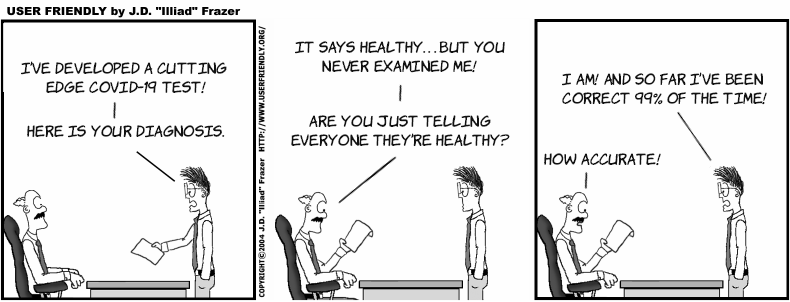 USER FRIENDLY by J.D. "Illiad" Frazer
I'VE DEVELOPED A CUTTING
EDGE COVID-19 TEST!
HERE IS YOUR DIAGNOSIS.
COPYRIGHT©2004 J.D. "Illiad" Frazer HTTP://WWW.USERFRIENDLY.ORG/
IT SAYS HEALTHY...BUT YOU
NEVER EXAMINED ME!
ARE YOU JUST TELLING
EVERYONE THEY'RE HEALTHY?
I AM! AND SO FAR I'VE BEEN
CORRECT 99% OF THE TIME!
HOW ACCURATE!